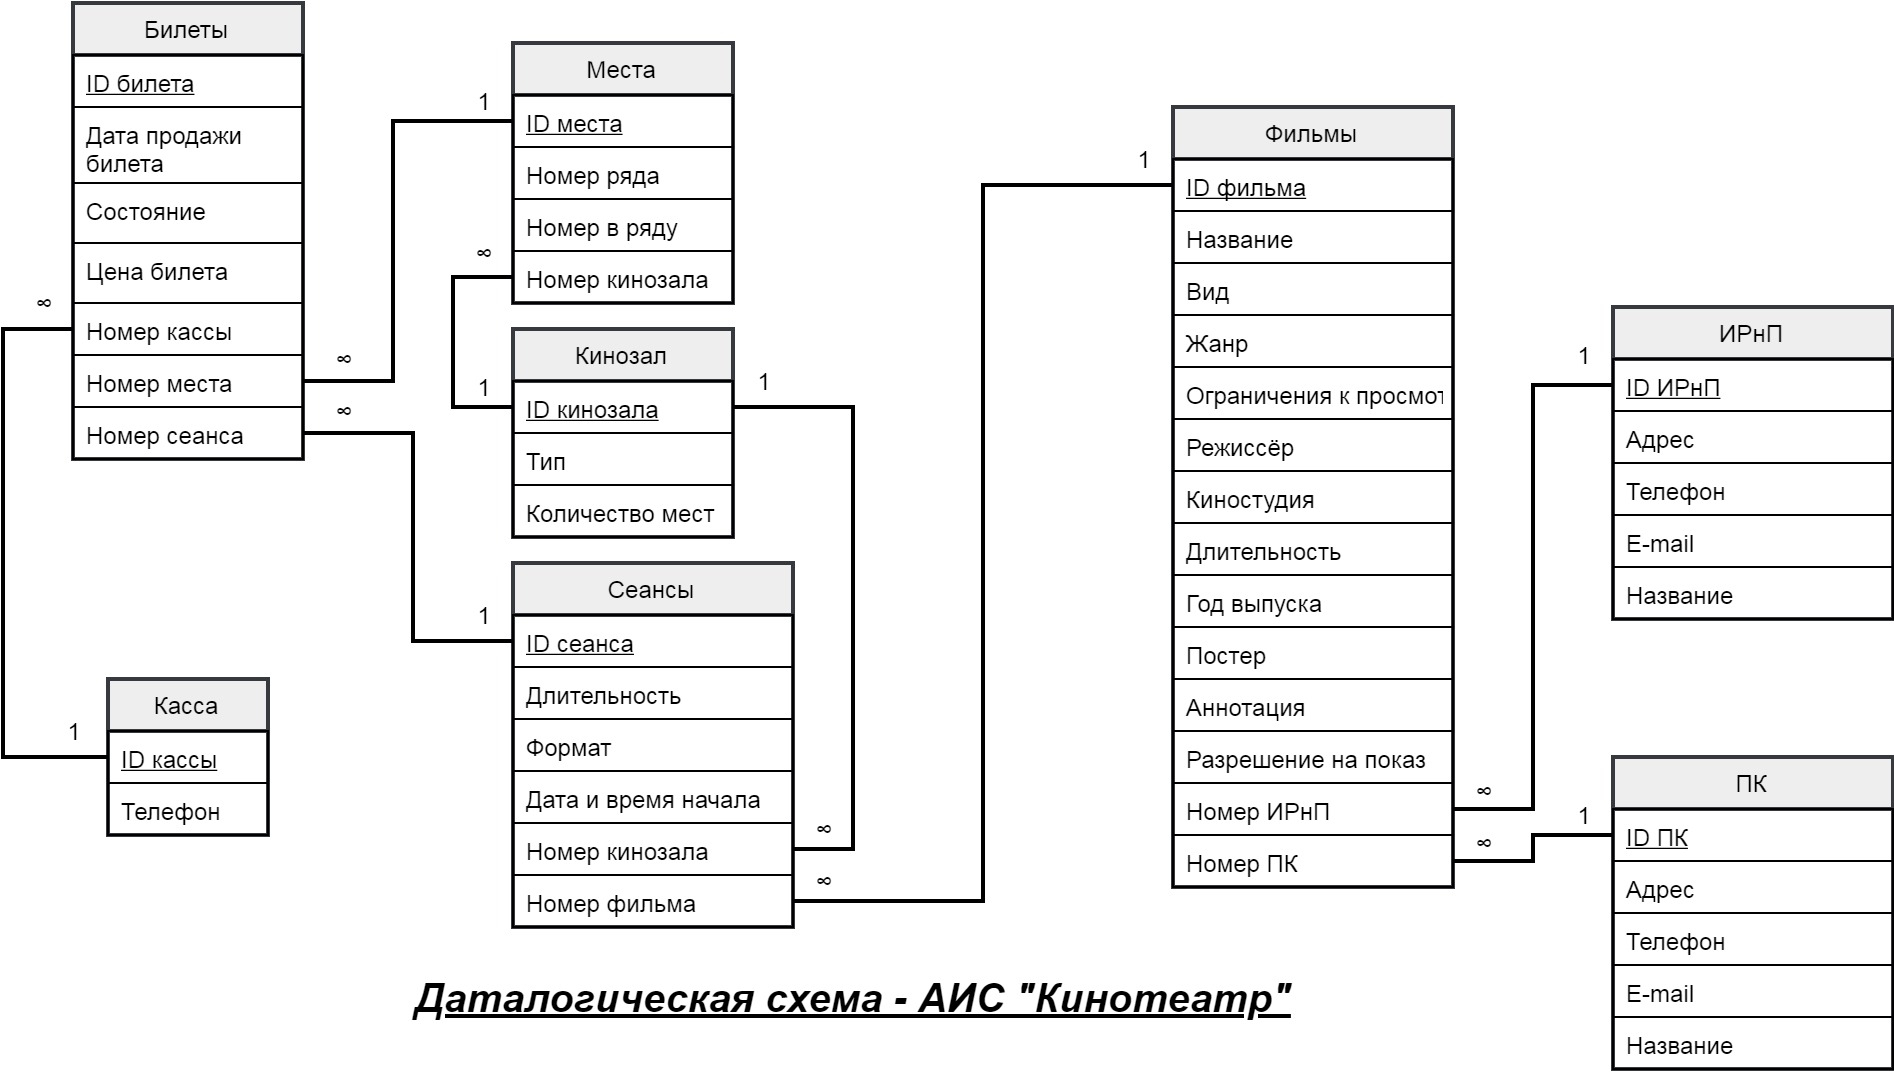 Билеты
ID билета
Дата продажи
билета
Состояние
Цена билета
∞
Номер кассы
Номер места
∞
Номер сеанса
∞
Касса
1
ID кассы
Телефон
Места
1
ID места
Номер ряда
Номер в ряду
∞
Номер кинозала
Кинозал
1
ID кинозала
1
Тип
Количество мест
Сеансы
1
ID сеанса
Длительность
Формат
Дата и время начала
Номер кинозала
∞
Номер фильма
∞
Фильмы
1
ID фильма
Название
Вид
Жанр
Ограничения к просмот
Режиссёр
Киностудия
Длительность
Год выпуска
Постер
Аннотация
Разрешение на показ
Номер ИРнП
∞
Номер ПК
∞
ИРнП
1
ID ИРнП
Адрес
Телефон
E-mail
Название
ПК
1
ID ПК
Адрес
Телефон
E-mail
Название
Даталогическая схема - АИС "Кинотеатр"